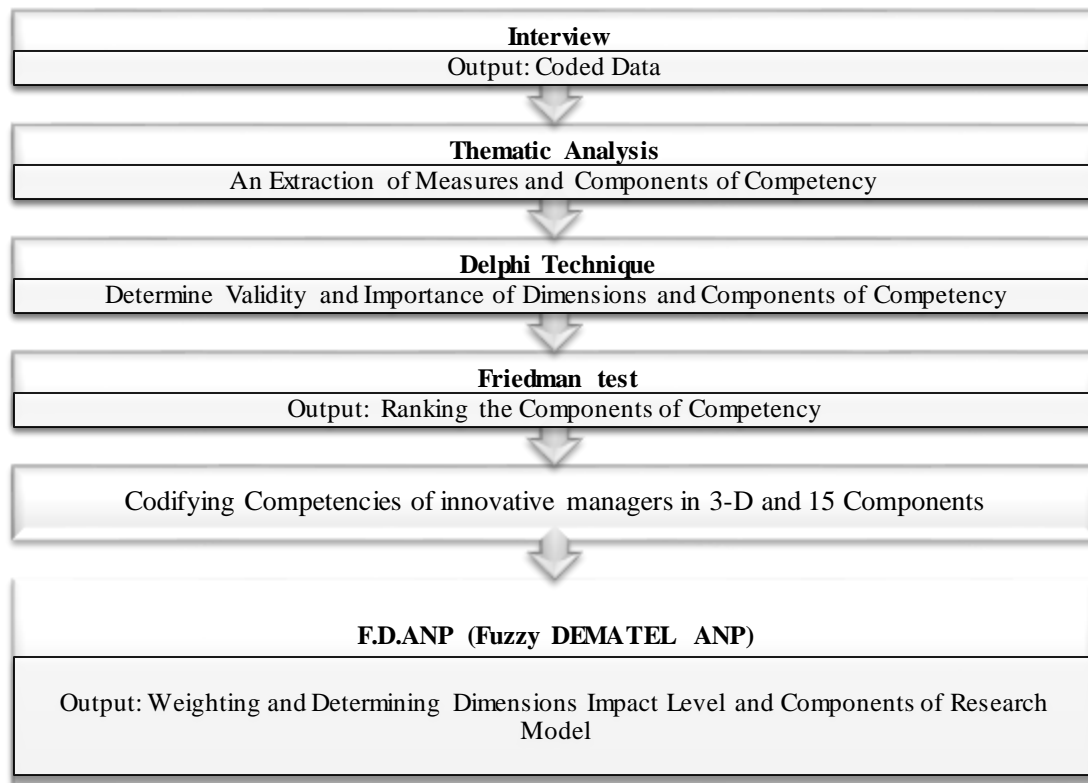 Interview
Output: Coded Data
Thematic Analysis
An Extraction of Measures and Components of Competency
Delphi Technique
Determine Validity and Importance of Dimensions and Components of Competency
Friedman test
Output: Ranking the Components of Competency
Codifying Competencies of innovative managers in 3-D and 15 Components
F.D.ANP (Fuzzy DEMATEL ANP)
Output: Weighting and Determining Dimensions Impact Level and Components of Research
Model